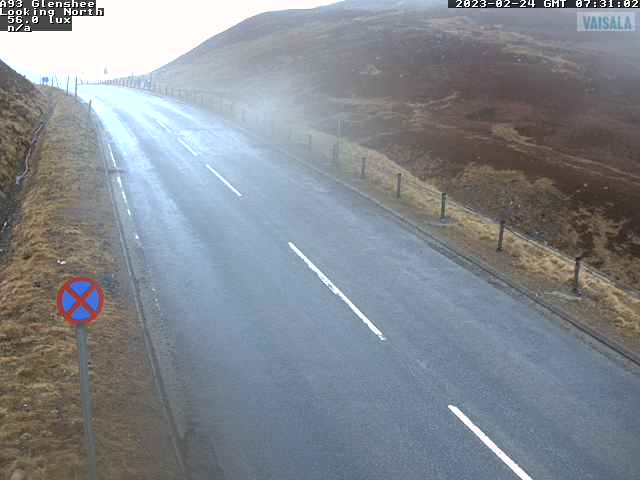 A93 Glenshee
Looking North
56.0 lux
n/a
2023-02-24 GMT 07:31:02
VAISALA